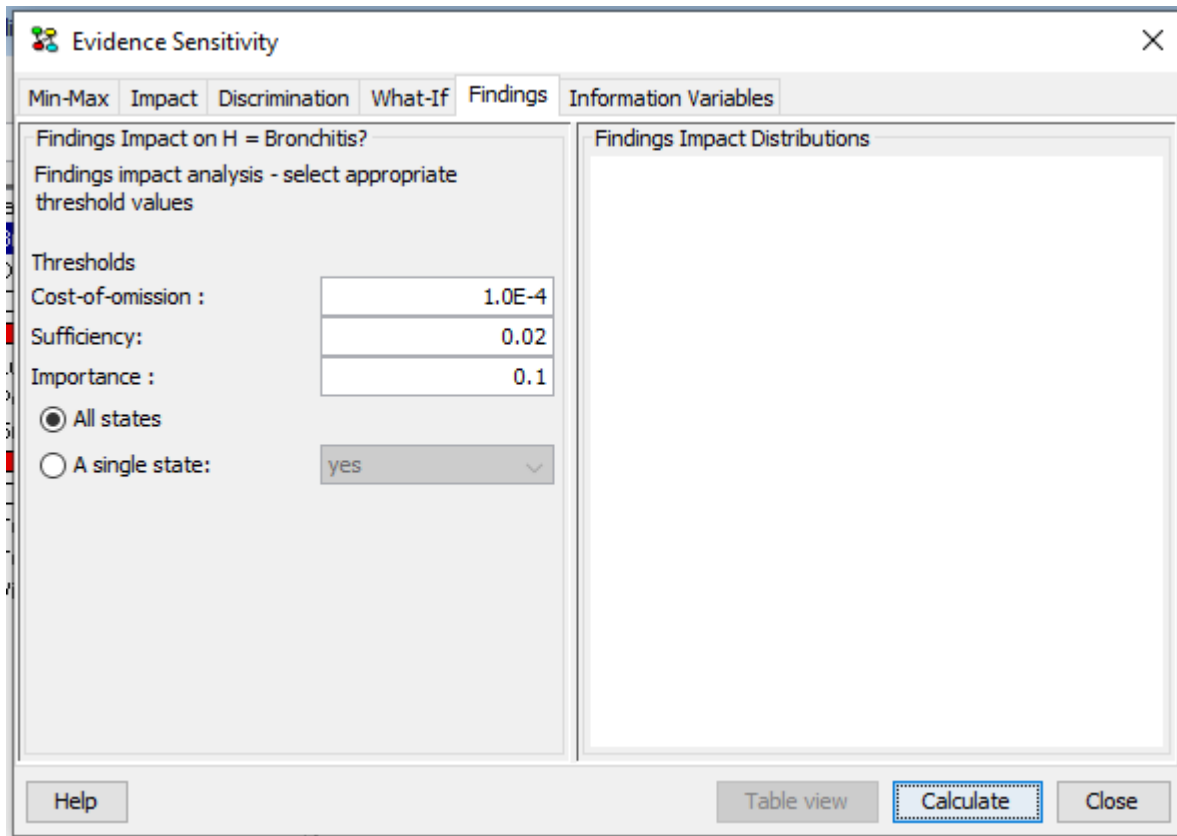 Evidence Sensitivity
Min-Max Impact Discrimination What-If Findings Information Variables
Findings Impact on H = Bronchitis?
Findings impact analysis - select appropriate
threshold values
Thresholds
Cost-of-omission : 1.0E-4
Sufficiency: 0.02
Importance : 0.1
All states
A single state: yes
Findings Impact Distributions
Help Table view Calculate Close